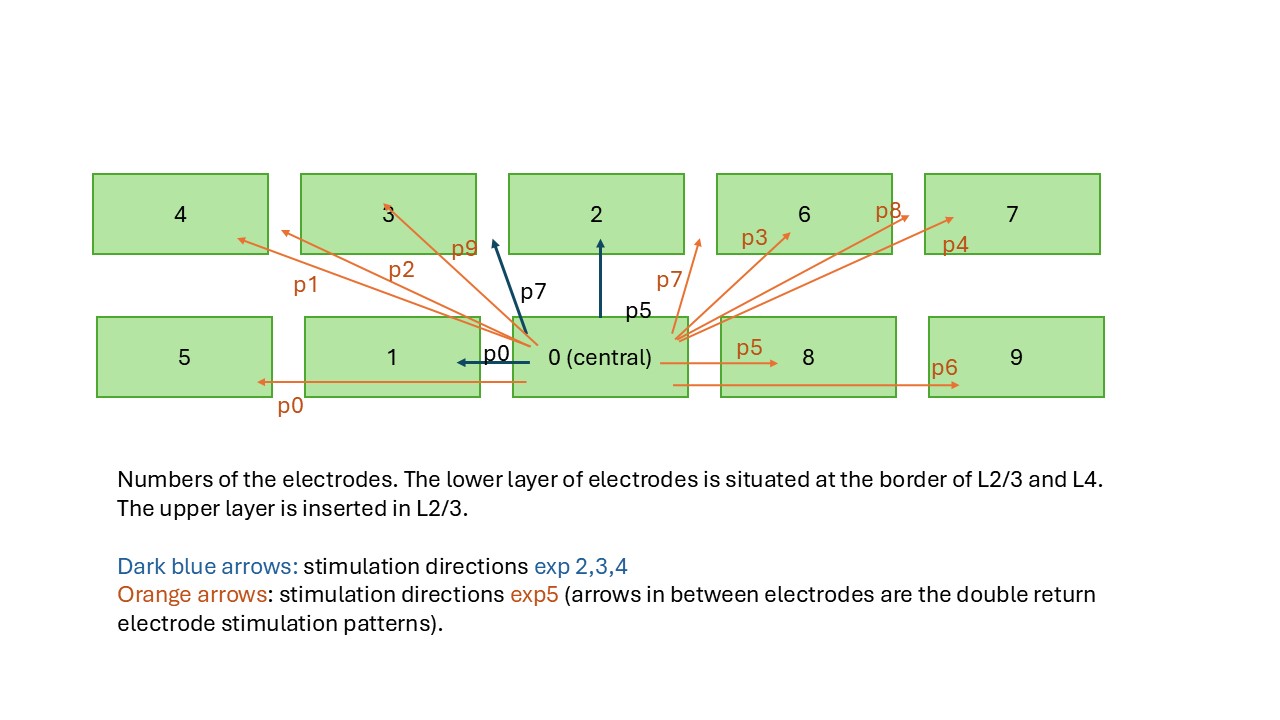 4 3 2 6 7
p8
p3 p4
p9
p2
p7
p1
p7
p5
5 1 p0 0 (central) p5 8 9
p6
p0
Numbers of the electrodes. The lower layer of electrodes is situated at the border of L2/3 and L4.
The upper layer is inserted in L2/3.
Dark blue arrows: stimulation directions exp 2,3,4
Orange arrows: stimulation directions exp5 (arrows in between electrodes are the double return
electrode stimulation patterns).